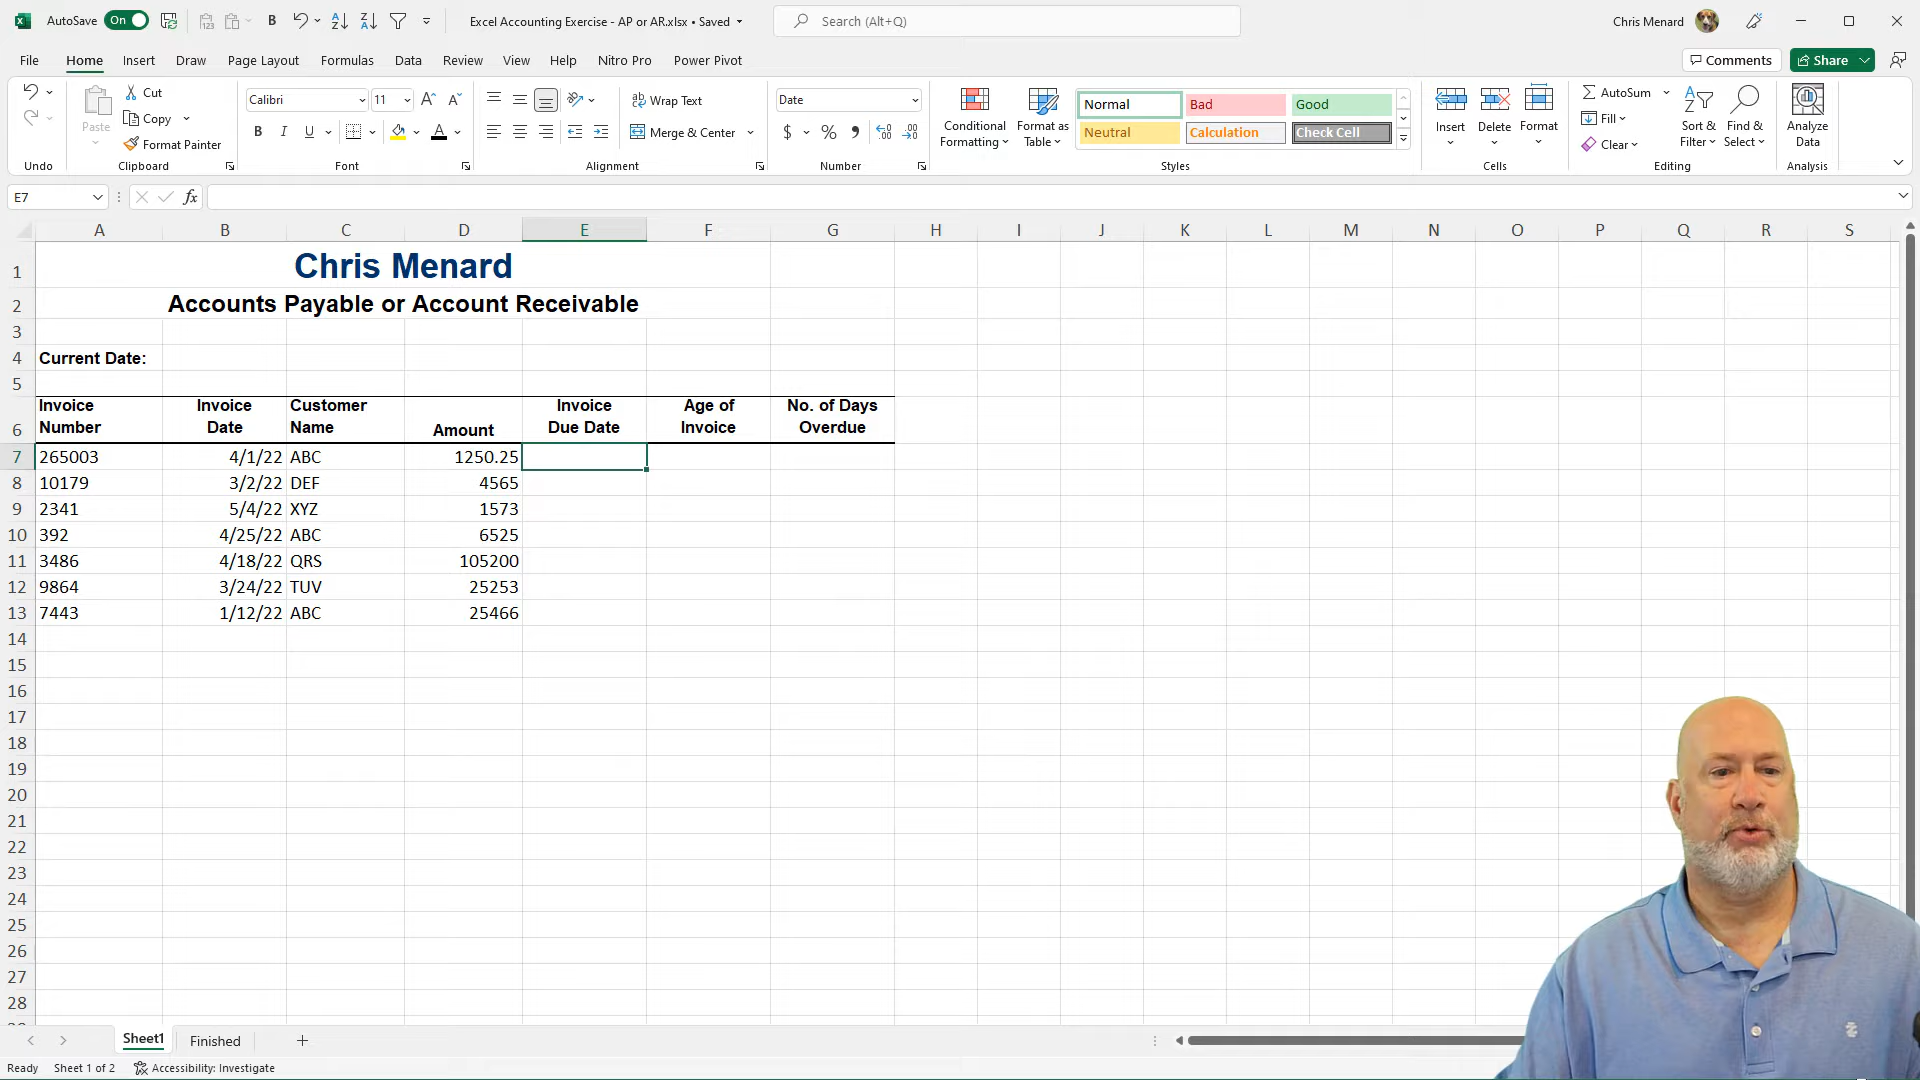 AutoSave On B Excel Accounting Exercise - AP or AR.xlsx • Saved Search (Alt+Q) Chris Menard
File Home Insert Draw Page Layout Formulas Data Review View Help Nitro Pro Power Pivot Comments Share
Paste Cut Copy Format Painter
Calibri 11 B I U A
Wrap Text Merge & Center
Date $ %
Conditional Formatting Format as Table
Normal Bad Good
Neutral Calculation Check Cell
Insert Delete Format
AutoSum Fill Clear
Sort & Filter Find & Select Analyze Data
Undo Clipboard Font Alignment Number Styles Cells Editing Analysis
E7 fx
A B C D E F G H I J K L M N O P Q R S
1 Chris Menard
2 Accounts Payable or Account Receivable
3
4 Current Date:
5
Invoice Invoice Customer Invoice Age of No. of Days
6 Number Date Name Amount Due Date Invoice Overdue
7 265003 4/1/22 ABC 1250.25
8 10179 3/2/22 DEF 4565
9 2341 5/4/22 XYZ 1573
10 392 4/25/22 ABC 6525
11 3486 4/18/22 QRS 105200
12 9864 3/24/22 TUV 25253
13 7443 1/12/22 ABC 25466
14
15
16
17
18
19
20
21
22
23
24
25
26
27
28
Sheet1 Finished
Ready Sheet 1 of 2 Accessibility: Investigate